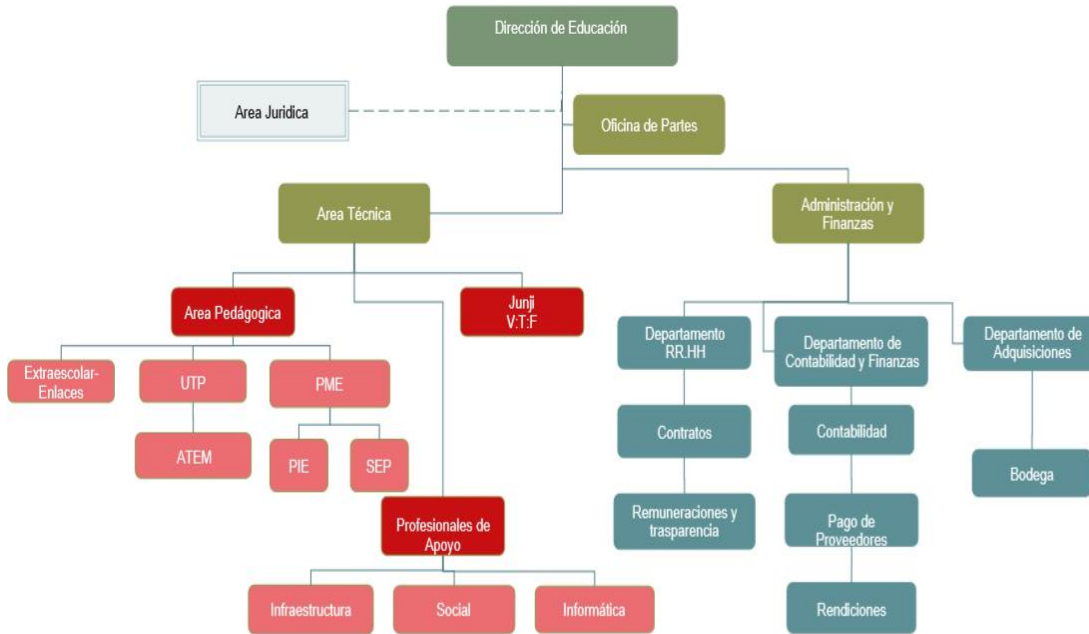 Dirección de Educación
Area Juridica
Oficina de Partes
Area Técnica
Administración y
Finanzas
Area Pedágogica
Junji
V:T:F
Departamento
RR.HH
Departamento de
Contabilidad y Finanzas
Departamento de
Adquisiciones
Extraescolar-
Enlaces
UTP
PME
Contratos
Contabilidad
ATEM
PIE
SEP
Bodega
Profesionales de
Apoyo
Remuneraciones y
trasparencia
Pago de
Proveedores
Infraestructura
Social
Informática
Rendiciones